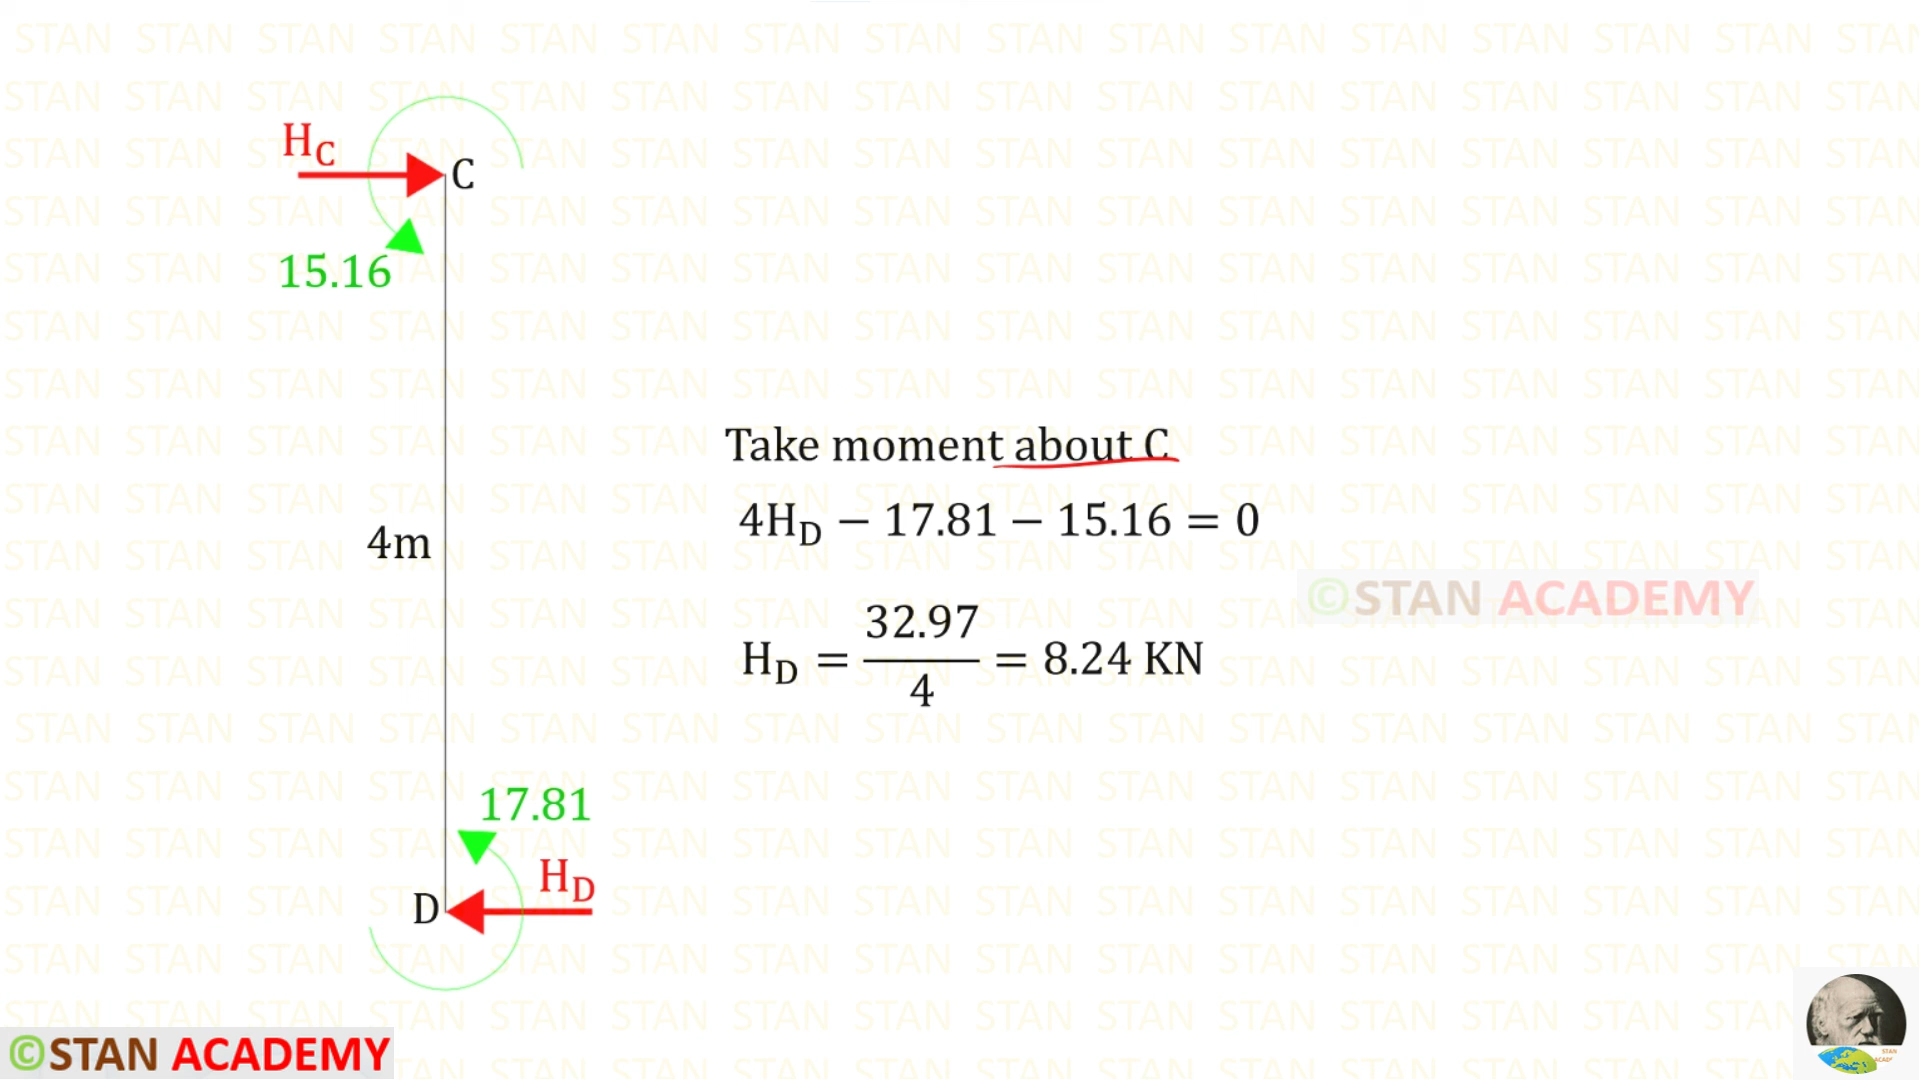 H_C
C
15.16
4m
17.81
H_D
D
Take moment about C
4H_D − 17.81 − 15.16 = 0
H_D = 32.97/4 = 8.24 KN
©STAN ACADEMY
©STAN ACADEMY
STAN